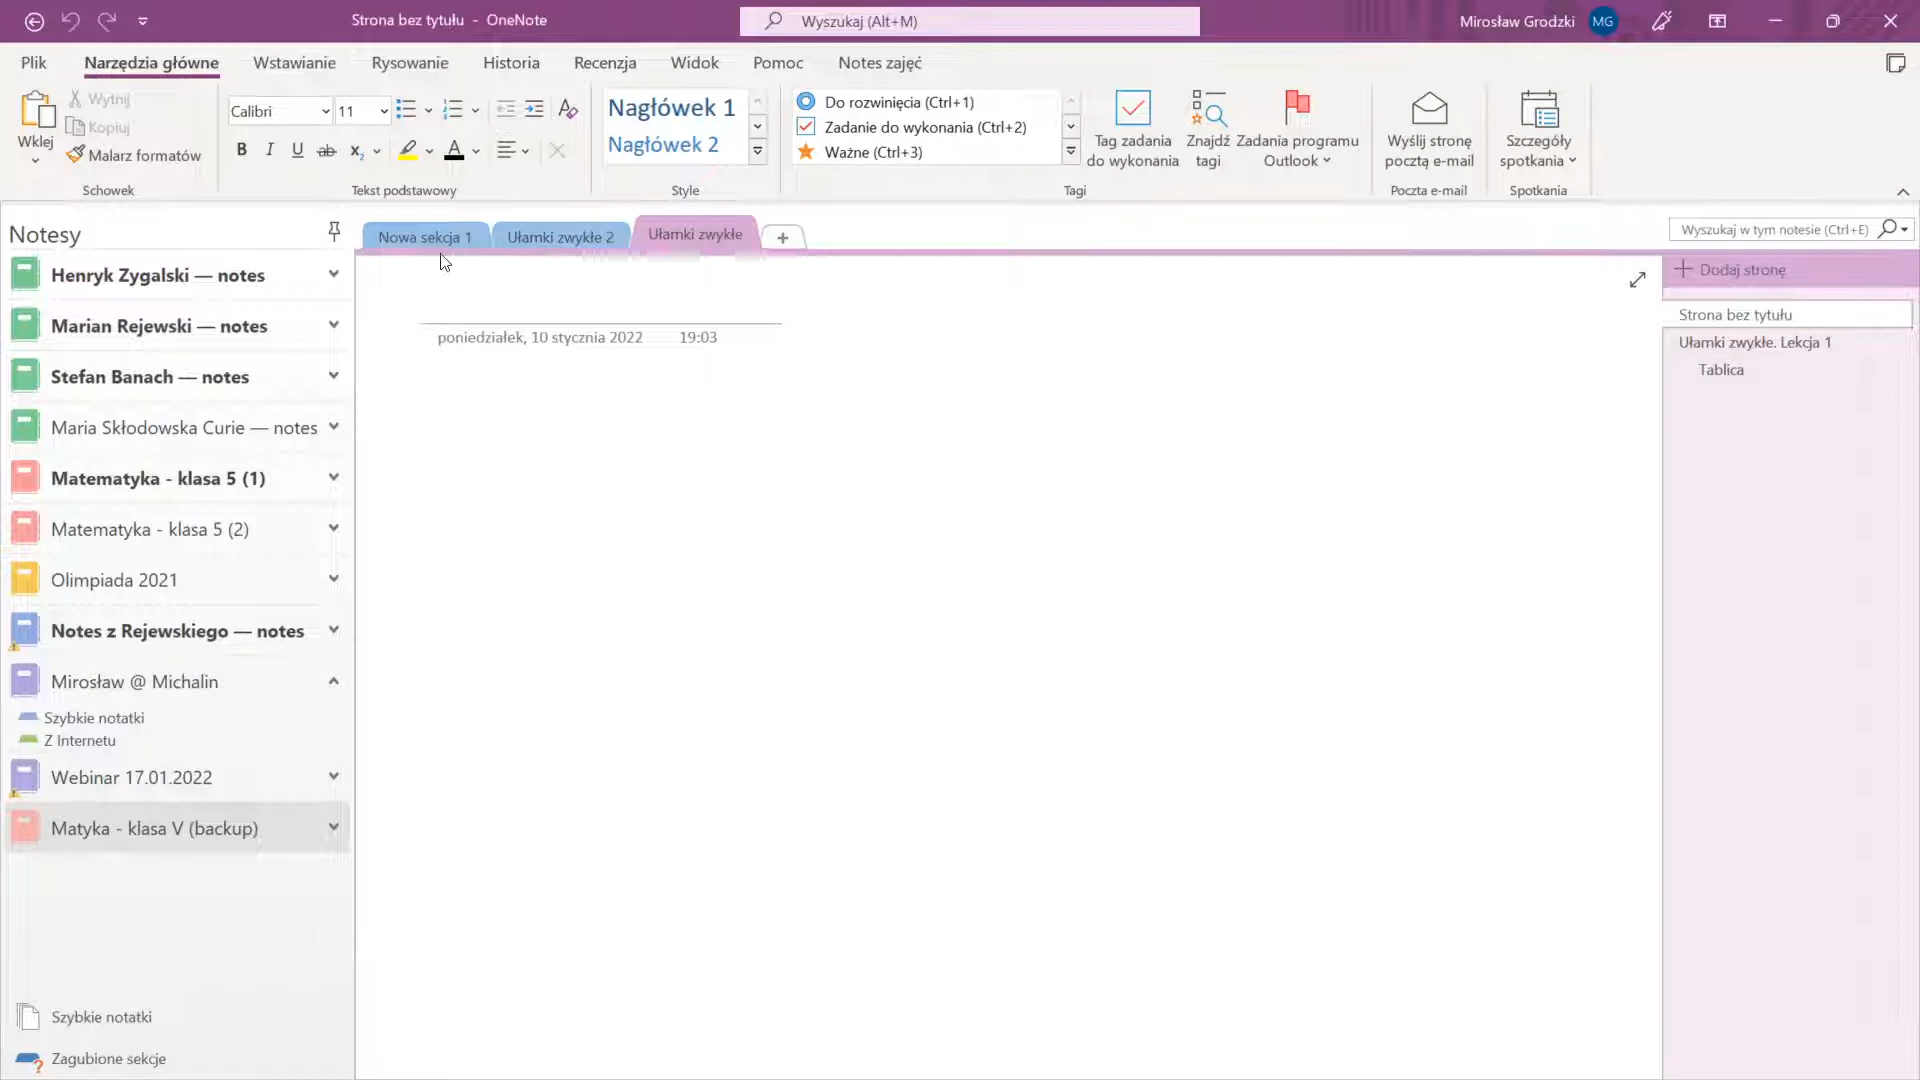 Strona bez tytułu - OneNote
Wyszukaj (Alt+M)
Mirosław Grodzki MG
Plik Narzędzia główne Wstawianie Rysowanie Historia Recenzja Widok Pomoc Notes zajęć
Wklej
Wytnij
Kopiuj
Malarz formatów
Schowek
Calibri 11
B I U ab x₂ A
Tekst podstawowy
Nagłówek 1
Nagłówek 2
Style
Do rozwinięcia (Ctrl+1)
Zadanie do wykonania (Ctrl+2)
Ważne (Ctrl+3)
Tag zadania
do wykonania
Znajdź
tagi
Zadania programu
Outlook
Tagi
Wyślij stronę
pocztą e-mail
Poczta e-mail
Szczegóły
spotkania
Spotkania
Notesy
Henryk Zygalski — notes
Marian Rejewski — notes
Stefan Banach — notes
Maria Skłodowska Curie — notes
Matematyka - klasa 5 (1)
Matematyka - klasa 5 (2)
Olimpiada 2021
Notes z Rejewskiego — notes
Mirosław @ Michalin
Szybkie notatki
Z Internetu
Webinar 17.01.2022
Matyka - klasa V (backup)
Szybkie notatki
Zagubione sekcje
Nowa sekcja 1 Ułamki zwykłe 2 Ułamki zwykłe
Wyszukaj w tym notesie (Ctrl+E)
poniedziałek, 10 stycznia 2022 19:03
Dodaj stronę
Strona bez tytułu
Ułamki zwykłe. Lekcja 1
Tablica